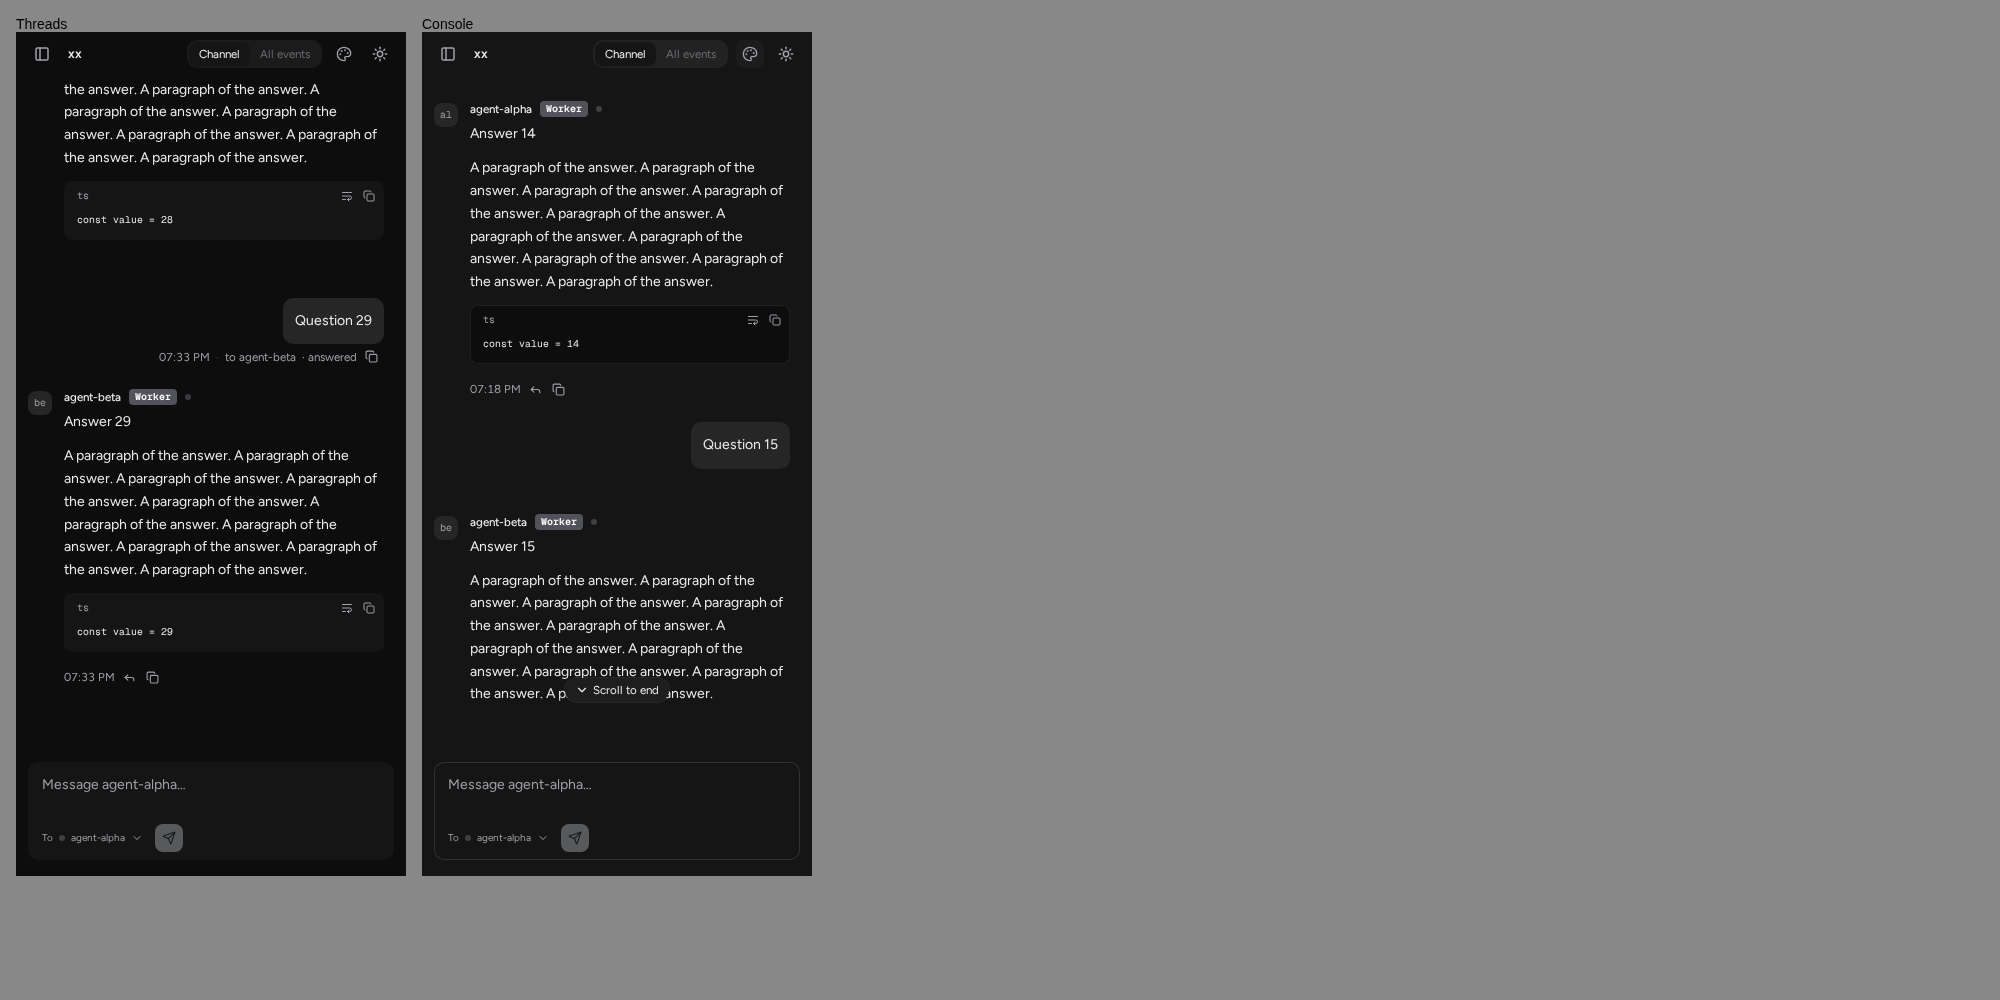 Threads
xx
Channel
All events
the answer. A paragraph of the answer. A
paragraph of the answer. A paragraph of the
answer. A paragraph of the answer. A paragraph of
the answer. A paragraph of the answer.
ts
const value = 28
Question 29
07:33 PM · to agent-beta · answered
be
agent-beta Worker
Answer 29
A paragraph of the answer. A paragraph of the
answer. A paragraph of the answer. A paragraph of
the answer. A paragraph of the answer. A
paragraph of the answer. A paragraph of the
answer. A paragraph of the answer. A paragraph of
the answer. A paragraph of the answer.
ts
const value = 29
07:33 PM
Message agent-alpha...
To agent-alpha
Console
xx
Channel
All events
al
agent-alpha Worker
Answer 14
A paragraph of the answer. A paragraph of the
answer. A paragraph of the answer. A paragraph of
the answer. A paragraph of the answer. A
paragraph of the answer. A paragraph of the
answer. A paragraph of the answer. A paragraph of
the answer. A paragraph of the answer.
ts
const value = 14
07:18 PM
Question 15
be
agent-beta Worker
Answer 15
A paragraph of the answer. A paragraph of the
answer. A paragraph of the answer. A paragraph of
the answer. A paragraph of the answer. A
paragraph of the answer. A paragraph of the
answer. A paragraph of the answer. A paragraph of
the answer. A p
answer.
Scroll to end
Message agent-alpha...
To agent-alpha